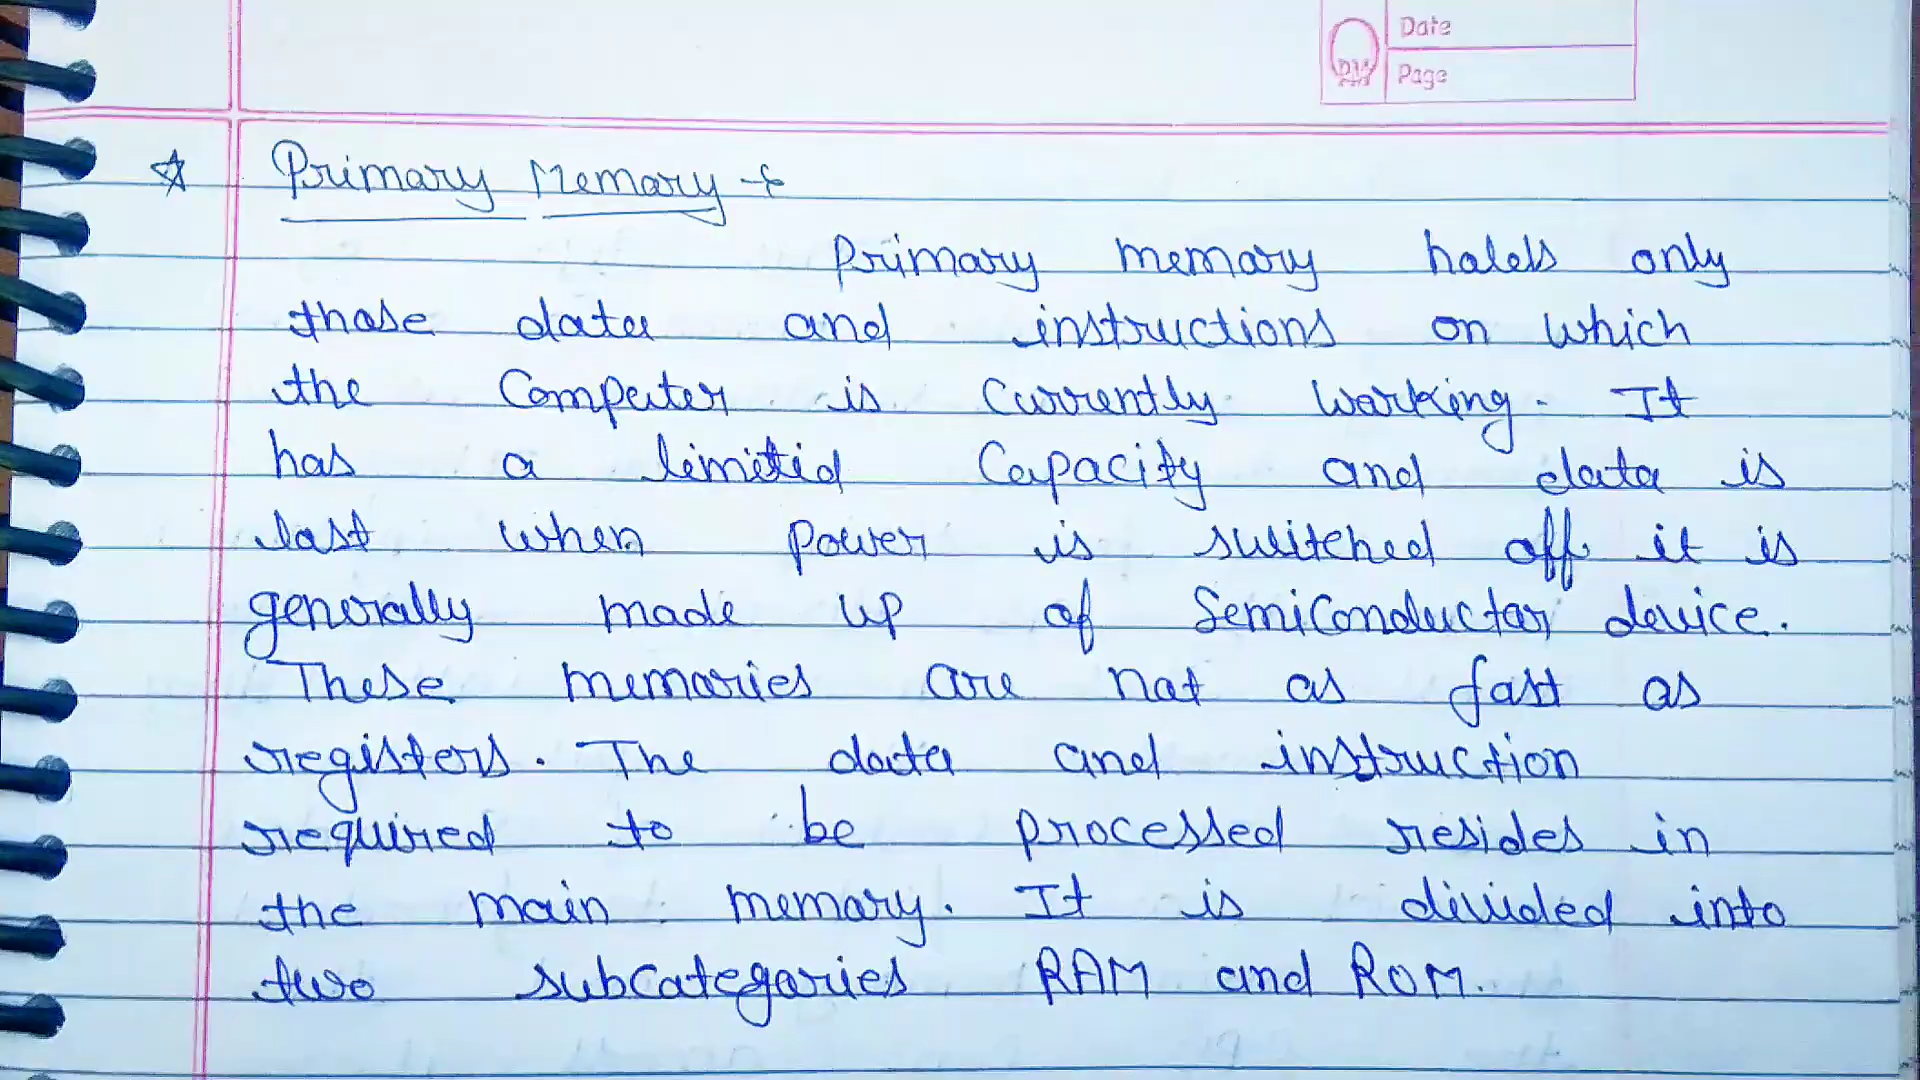 Date
Page
☆ Primary Memory →
Primary memory holds only
those data and instructions on which
the Computer is Currently working. It
has a limited Capacity and data is
lost when power is switched off it is
generally made up of SemiConductor device.
These memories are not as fast as
registers. The data and instruction
required to be processed resides in
the main memory. It is divided into
two subcategories RAM and ROM.